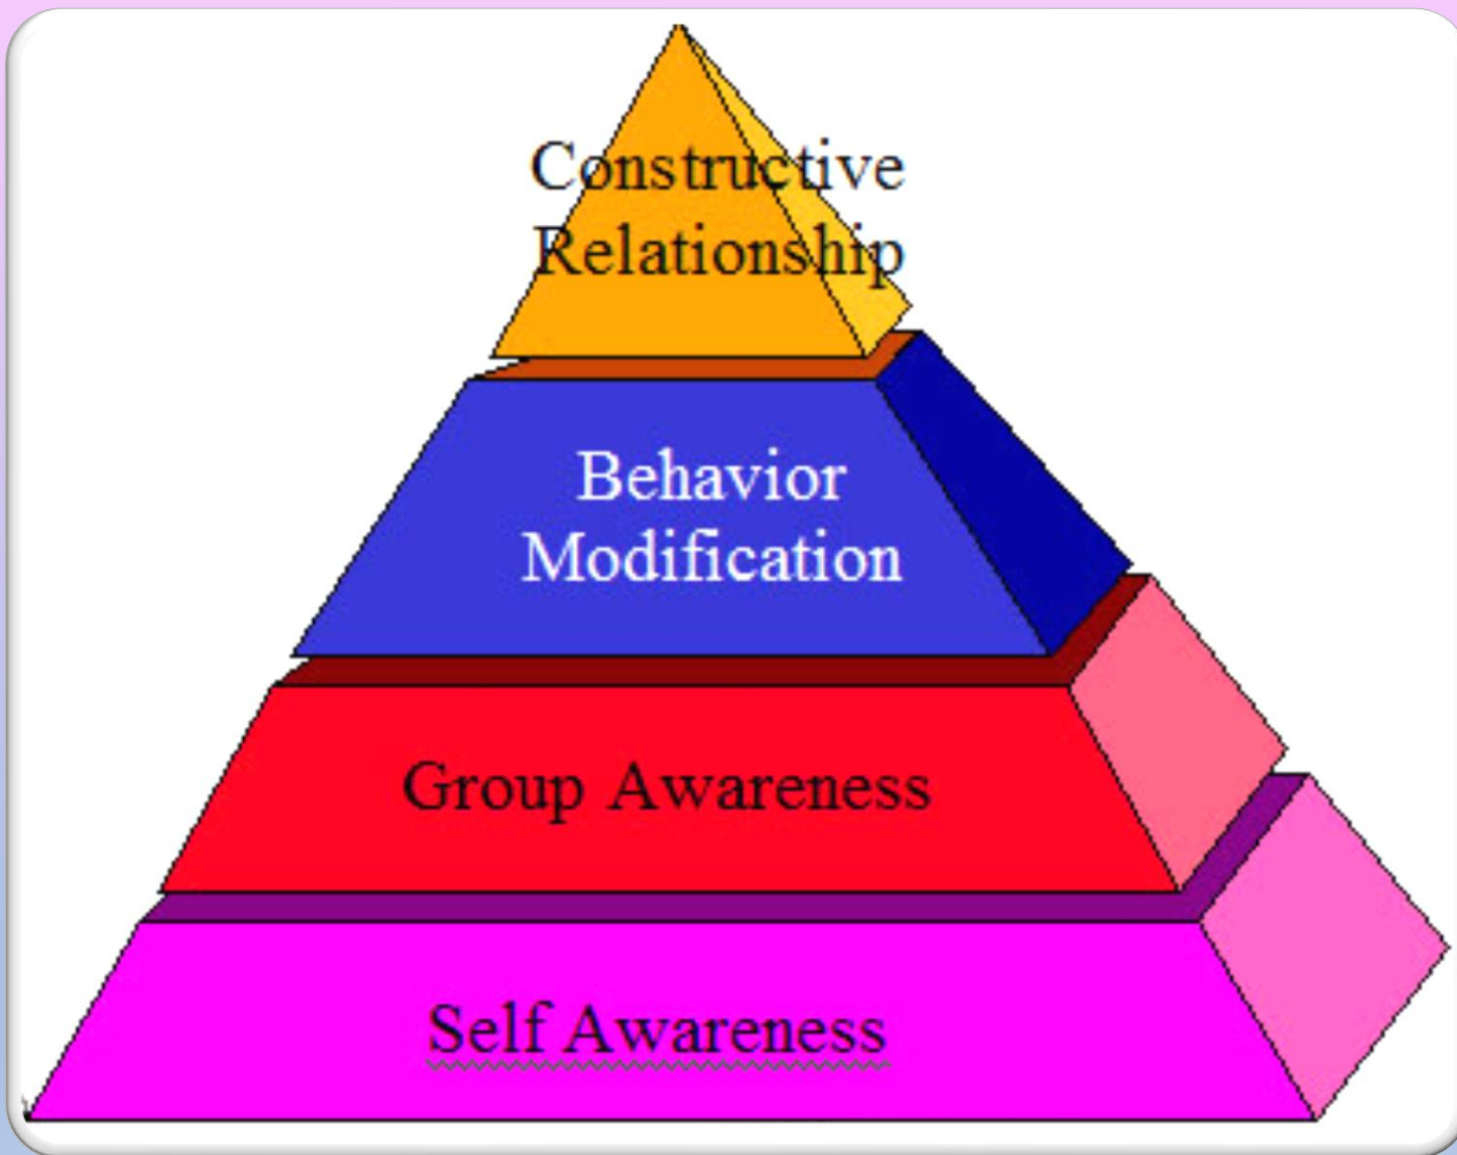 Constructive
Relationship
Behavior
Modification
Group Awareness
Self Awareness